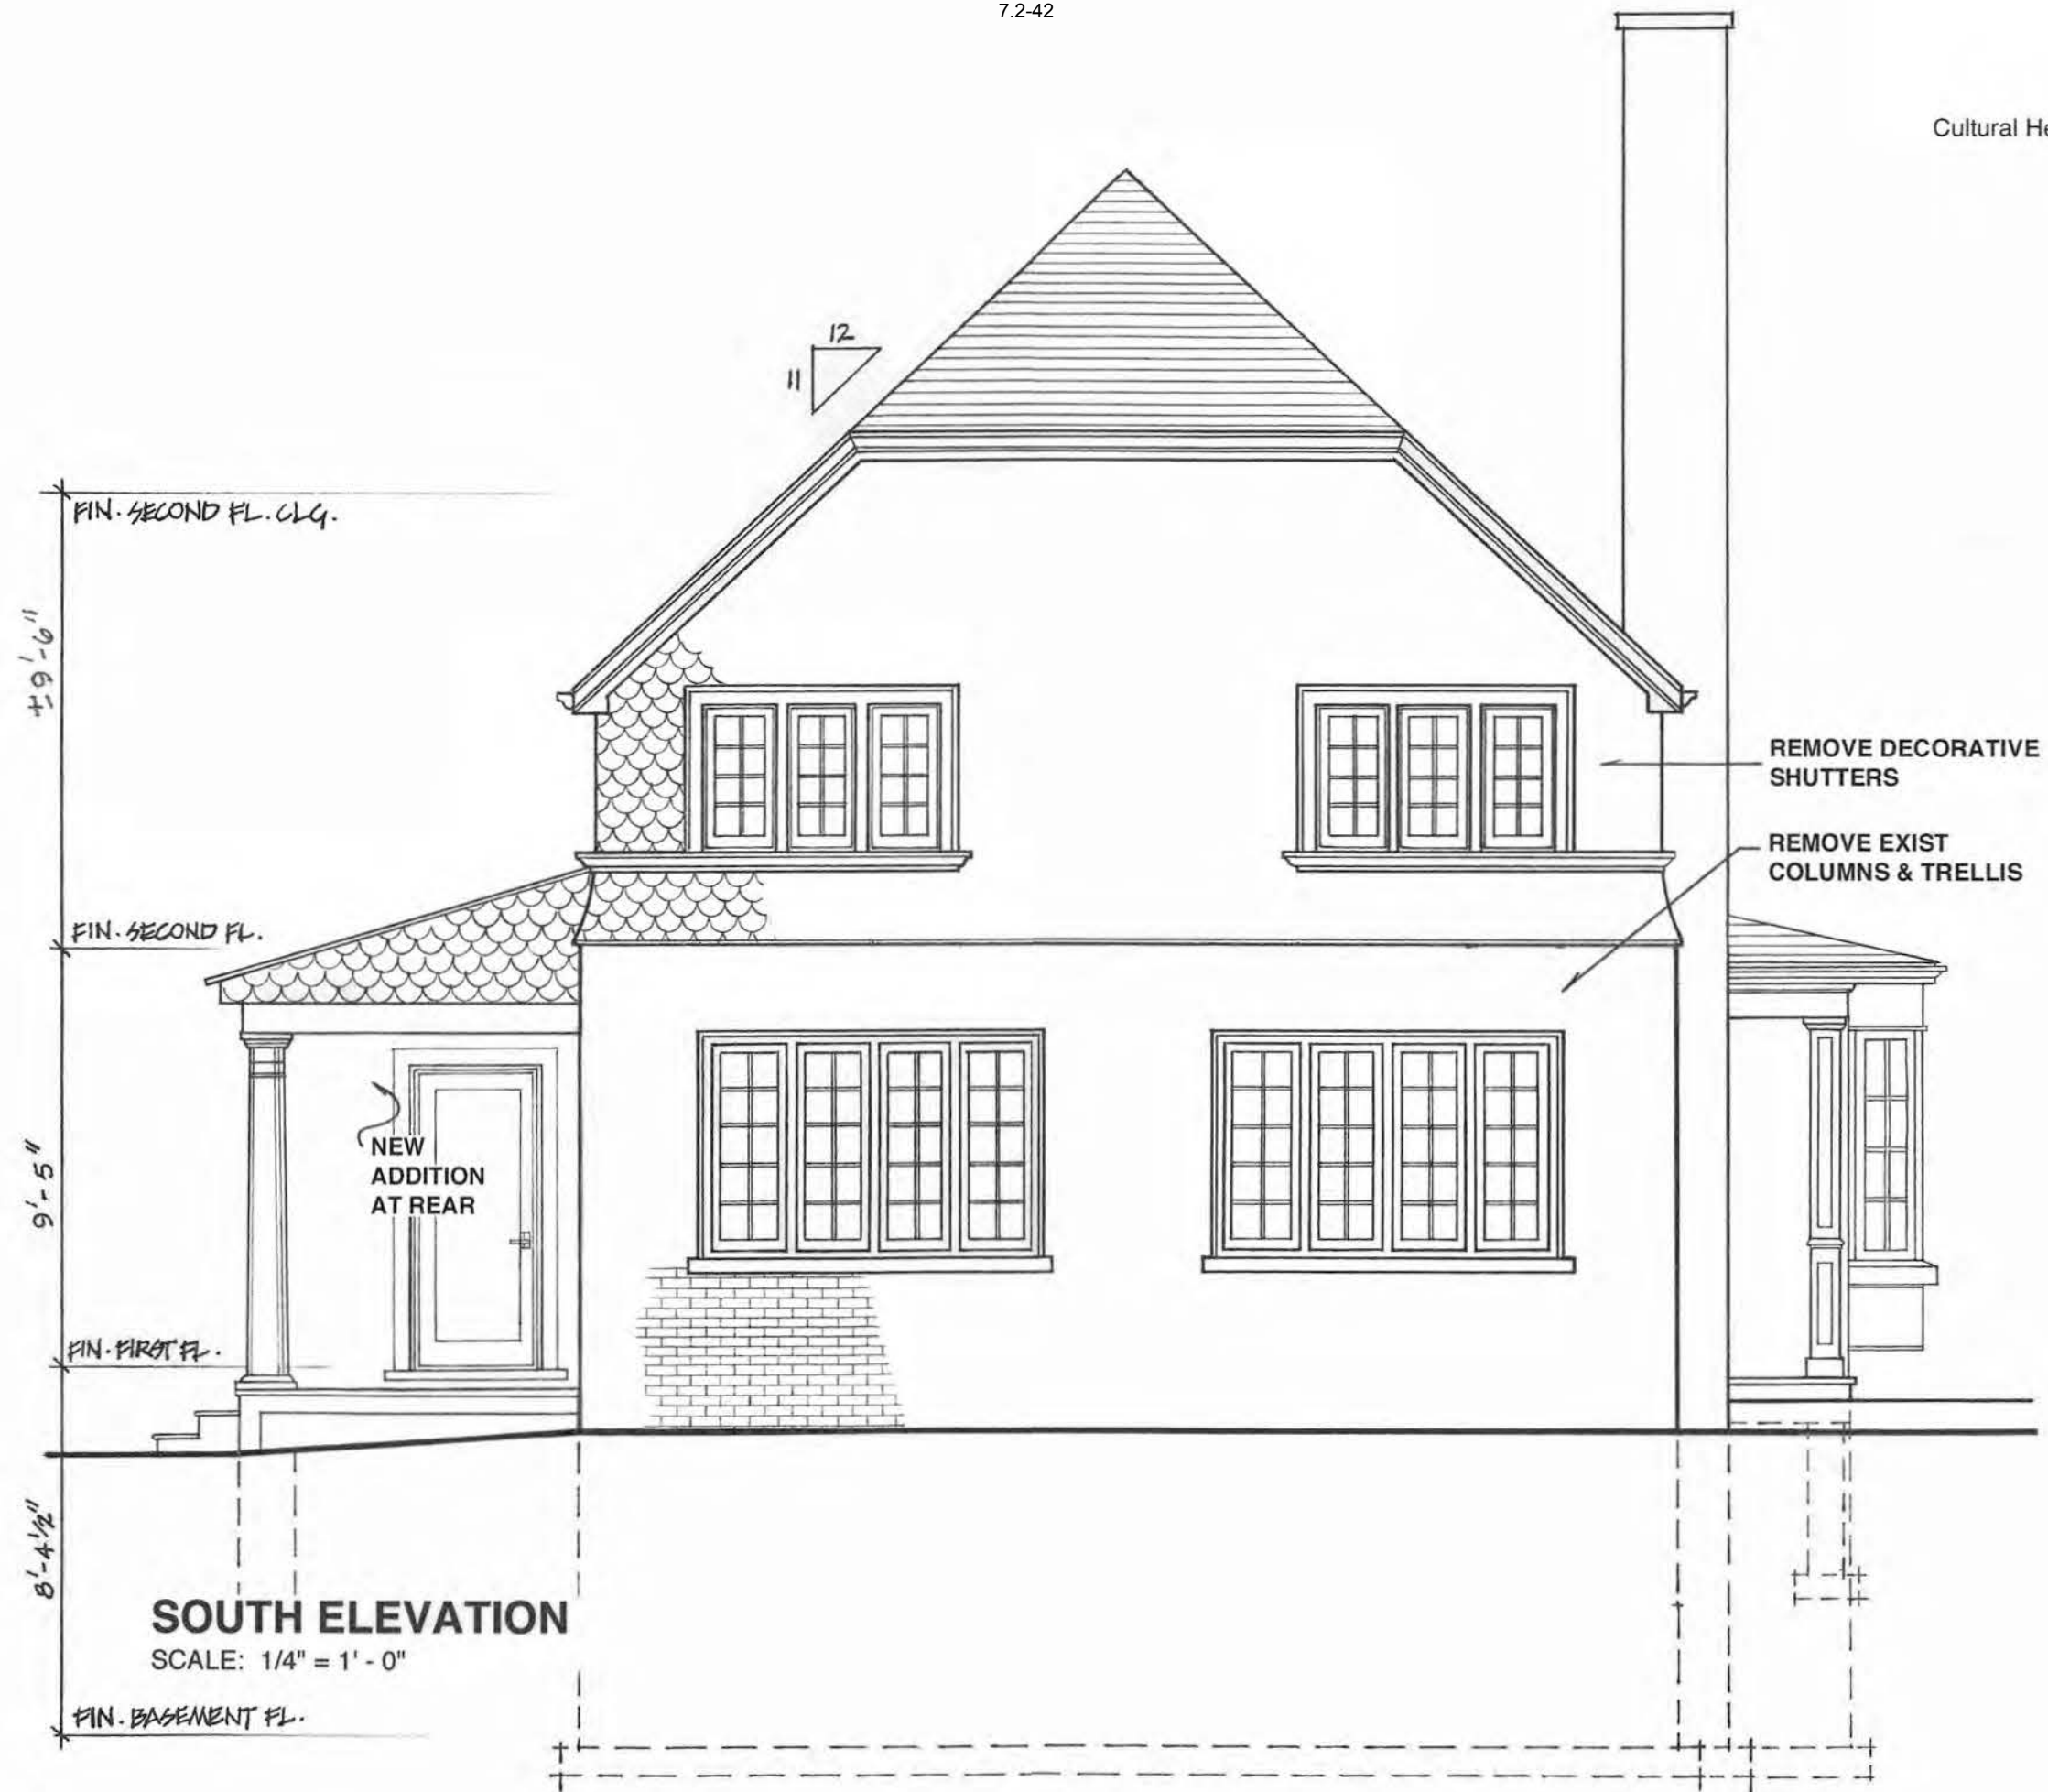 7.2-42
Cultural He
12
11
FIN. SECOND FL. CLG.
+-9'-6"
REMOVE DECORATIVE
SHUTTERS
REMOVE EXIST
COLUMNS & TRELLIS
FIN. SECOND FL.
NEW
ADDITION
AT REAR
9'-5"
FIN. FIRST FL.
8'-4½"
SOUTH ELEVATION
SCALE: 1/4" = 1' - 0"
FIN. BASEMENT FL.